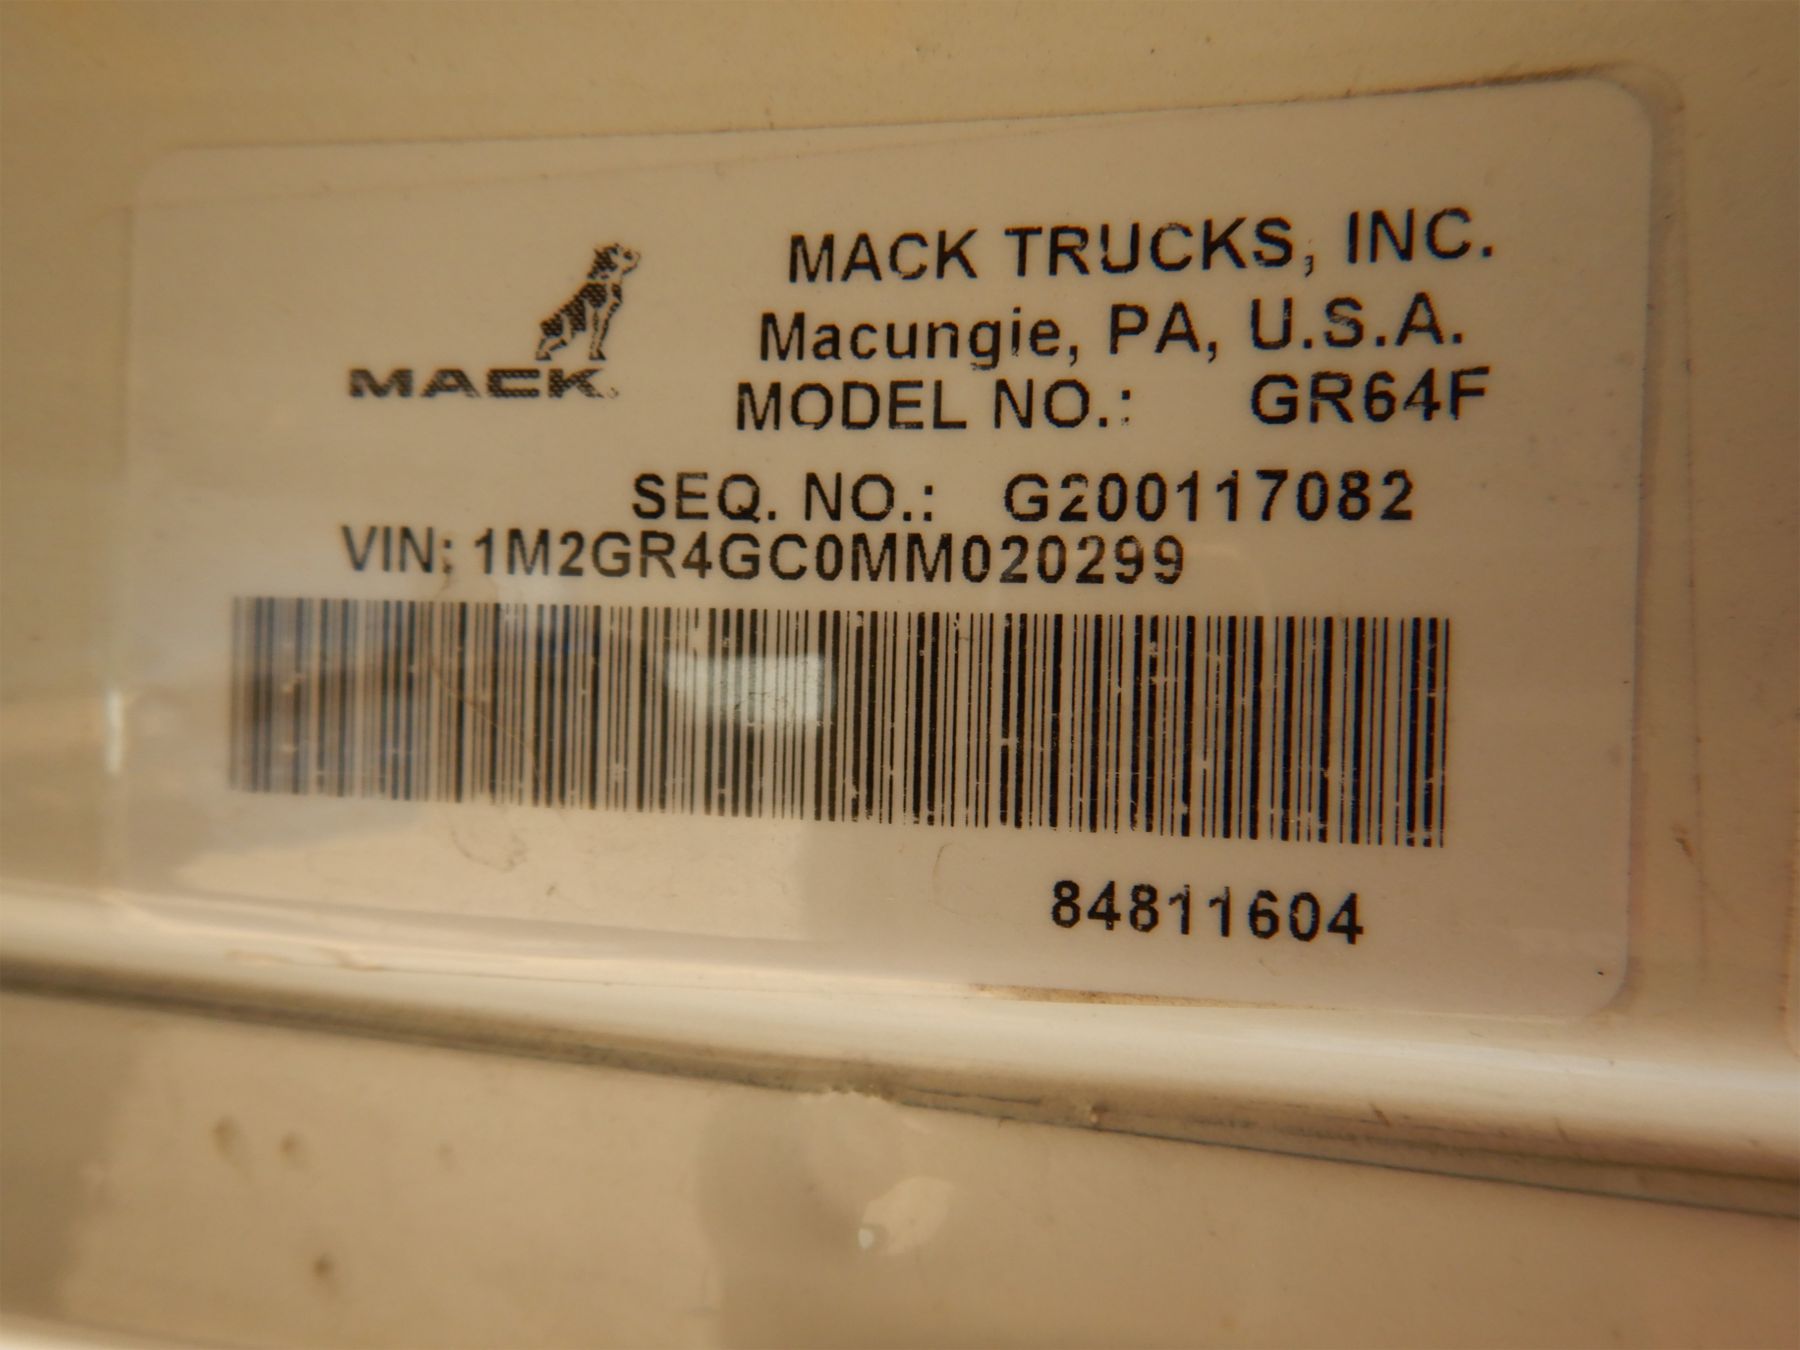 MACK TRUCKS, INC.
MACK
Macungie, PA, U.S.A.
MODEL NO.: GR64F
SEQ. NO.: G200117082
VIN: 1M2GR4GC0MM020299
84811604